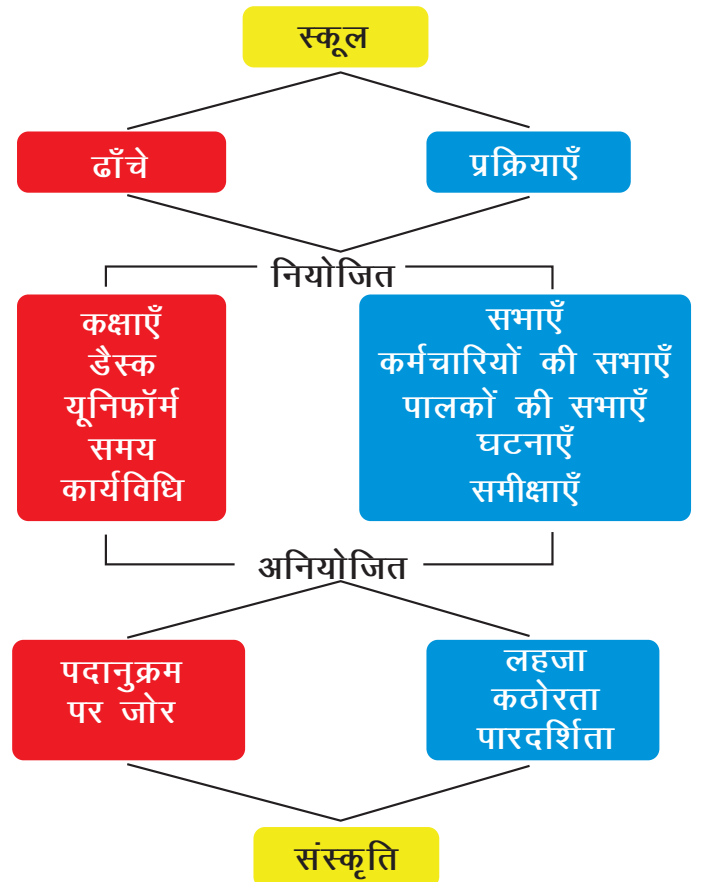 स्कूल
ढाँचे
प्रक्रियाएँ
नियोजित
कक्षाएँ
डैस्क
यूनिफॉर्म
समय
कार्यविधि
सभाएँ
कर्मचारियों की सभाएँ
पालकों की सभाएँ
घटनाएँ
समीक्षाएँ
अनियोजित
पदानुक्रम
पर जोर
लहजा
कठोरता
पारदर्शिता
संस्कृति